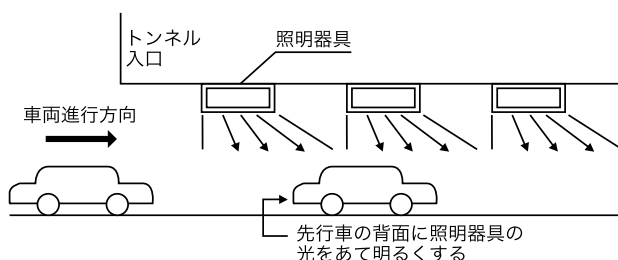 トンネル
入口
照明器具
車両進行方向
先行車の背面に照明器具の
光をあて明るくする